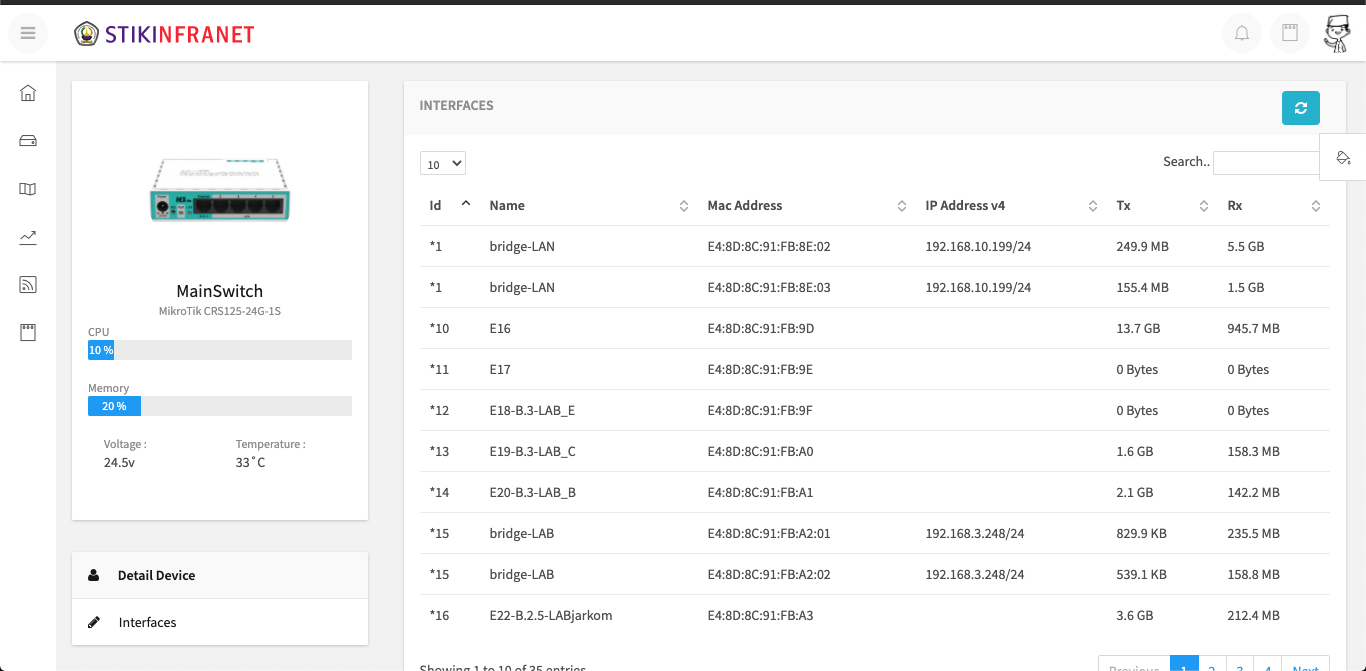 STIKINFRANET
MainSwitch
MikroTik CRS125-24G-1S
CPU
10 %
Memory
20 %
Voltage :
Temperature :
24.5v
33˚C
Detail Device
Interfaces
INTERFACES
10
Search..
Id Name Mac Address IP Address v4 Tx Rx
*1 bridge-LAN E4:8D:8C:91:FB:8E:02 192.168.10.199/24 249.9 MB 5.5 GB
*1 bridge-LAN E4:8D:8C:91:FB:8E:03 192.168.10.199/24 155.4 MB 1.5 GB
*10 E16 E4:8D:8C:91:FB:9D 13.7 GB 945.7 MB
*11 E17 E4:8D:8C:91:FB:9E 0 Bytes 0 Bytes
*12 E18-B.3-LAB_E E4:8D:8C:91:FB:9F 0 Bytes 0 Bytes
*13 E19-B.3-LAB_C E4:8D:8C:91:FB:A0 1.6 GB 158.3 MB
*14 E20-B.3-LAB_B E4:8D:8C:91:FB:A1 2.1 GB 142.2 MB
*15 bridge-LAB E4:8D:8C:91:FB:A2:01 192.168.3.248/24 829.9 KB 235.5 MB
*15 bridge-LAB E4:8D:8C:91:FB:A2:02 192.168.3.248/24 539.1 KB 158.8 MB
*16 E22-B.2.5-LABjarkom E4:8D:8C:91:FB:A3 3.6 GB 212.4 MB
Showing 1 to 10 of 35 entries
Previous 1 2 3 4 Next